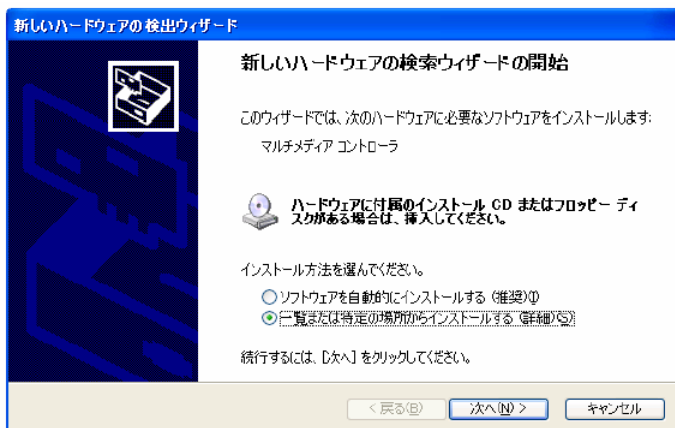 新しいハードウェアの検出ウィザード
新しいハードウェアの検索ウィザードの開始
このウィザードでは、次のハードウェアに必要なソフトウェアをインストールします:
マルチメディア コントローラ
ハードウェアに付属のインストール CD またはフロッピー ディ
スクがある場合は、挿入してください。
インストール方法を選んでください。
ソフトウェアを自動的にインストールする (推奨)(I)
一覧または特定の場所からインストールする (詳細)(S)
続行するには、[次へ] をクリックしてください。
< 戻る(B)
次へ(N) >
キャンセル